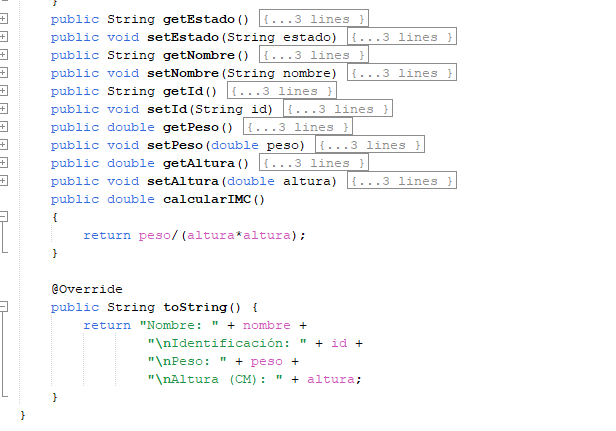 }
public String getEstado() {...3 lines }
public void setEstado(String estado) {...3 lines }
public String getNombre() {...3 lines }
public void setNombre(String nombre) {...3 lines }
public String getId() {...3 lines }
public void setId(String id) {...3 lines }
public double getPeso() {...3 lines }
public void setPeso(double peso) {...3 lines }
public double getAltura() {...3 lines }
public void setAltura(double altura) {...3 lines }
public double calcularIMC()
{
return peso/(altura*altura);
}
@Override
public String toString() {
return "Nombre: " + nombre +
"\nIdentificación: " + id +
"\nPeso: " + peso +
"\nAltura (CM): " + altura;
}
}